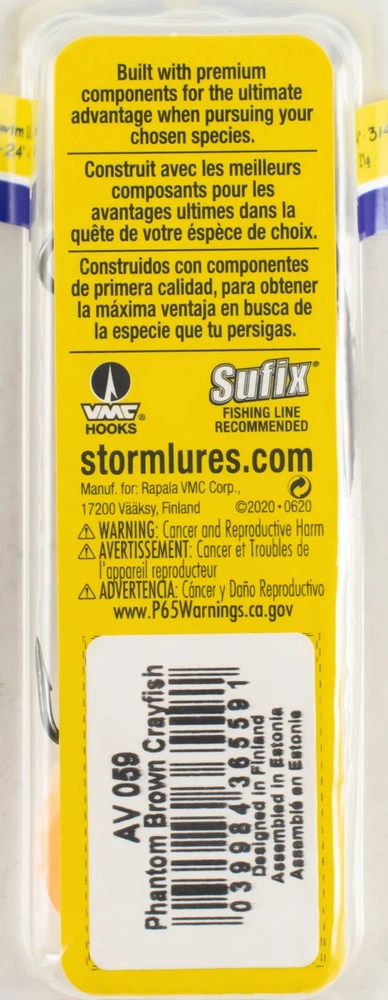 Built with premium
components for the ultimate
advantage when pursuing your
chosen species.
Construit avec les meilleurs
composants pour les
avantages ultimes dans la
quête de votre éspèce de choix.
Construidos con componentes
de primera calidad, para obtener
la máxima ventaja en busca de
la especie que tu persigas.
VMC®
HOOKS
Sufix®
FISHING LINE
RECOMMENDED
stormlures.com
Manuf. for: Rapala VMC Corp.,
17200 Vääksy, Finland ©2020 • 0620
⚠ WARNING: Cancer and Reproductive Harm
⚠ AVERTISSEMENT: Cancer et Troubles de
l'appareil reproducteur
⚠ ADVERTENCIA: Cáncer y Daño Reproductivo
www.P65Warnings.ca.gov
AV 059
Phantom Brown Crayfish
0 39984 36559 1
Designed in Finland
Assembled in Estonia
Assemblé en Estonie